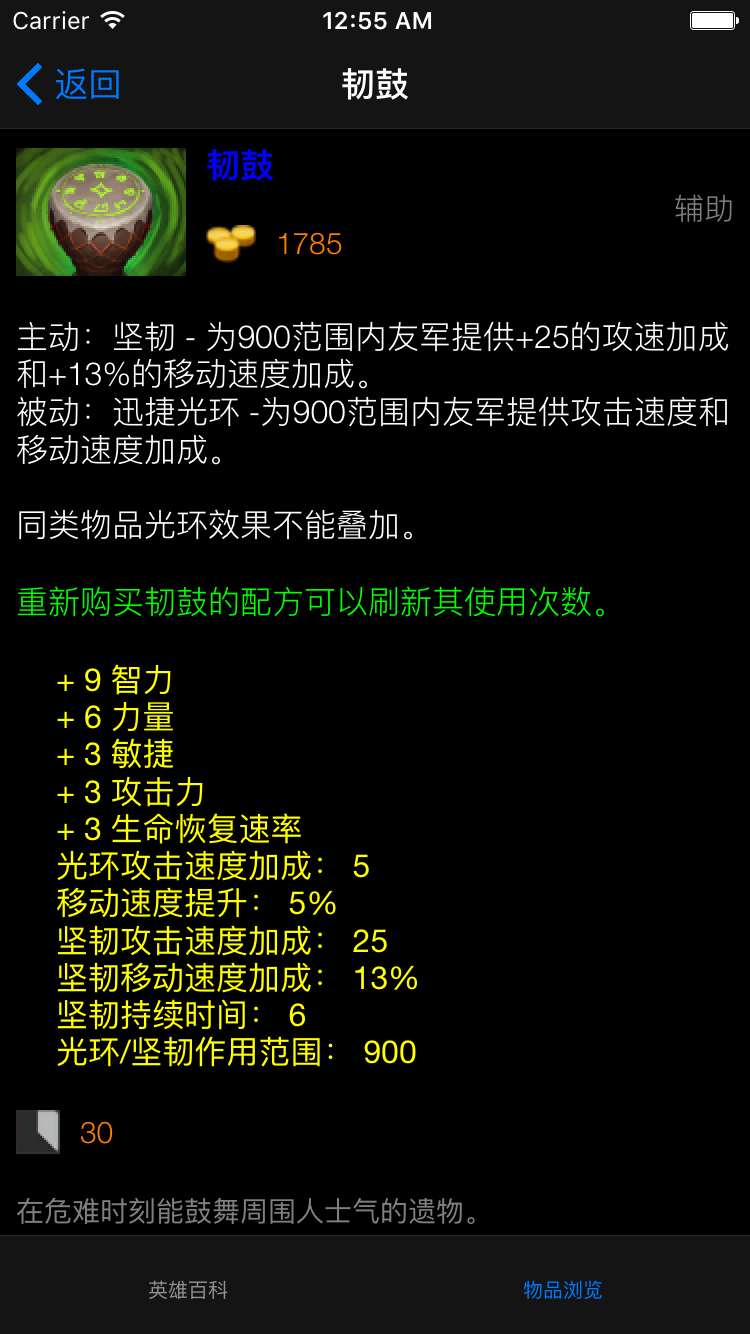 Carrier 12:55 AM
返回 韧鼓
韧鼓
辅助
1785
主动：坚韧 - 为900范围内友军提供+25的攻速加成
和+13%的移动速度加成。
被动：迅捷光环 -为900范围内友军提供攻击速度和
移动速度加成。
同类物品光环效果不能叠加。
重新购买韧鼓的配方可以刷新其使用次数。
+ 9 智力
+ 6 力量
+ 3 敏捷
+ 3 攻击力
+ 3 生命恢复速率
光环攻击速度加成： 5
移动速度提升： 5%
坚韧攻击速度加成： 25
坚韧移动速度加成： 13%
坚韧持续时间： 6
光环/坚韧作用范围： 900
30
在危难时刻能鼓舞周围人士气的遗物。
英雄百科 物品浏览